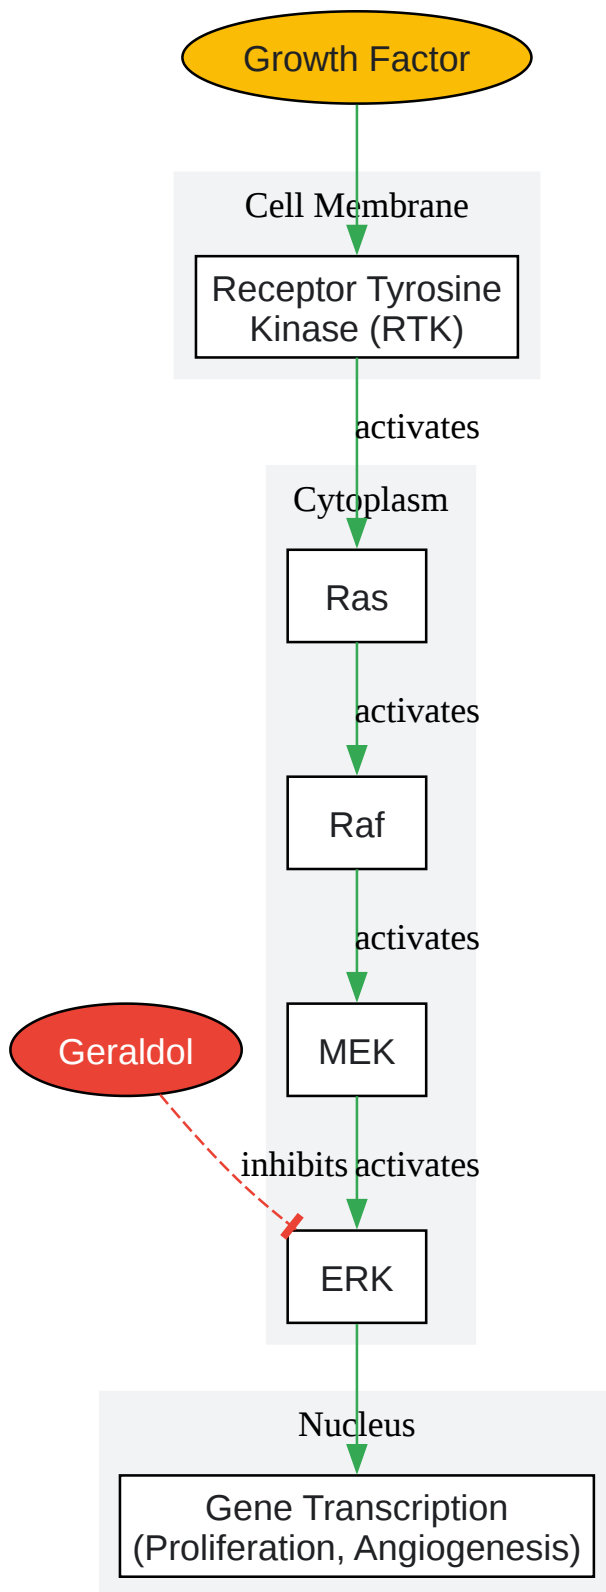 Growth Factor
Cell Membrane
Receptor Tyrosine
Kinase (RTK)
activates
Cytoplasm
Ras
activates
Raf
activates
Geraldol
MEK
inhibits
activates
ERK
Nucleus
Gene Transcription
(Proliferation, Angiogenesis)